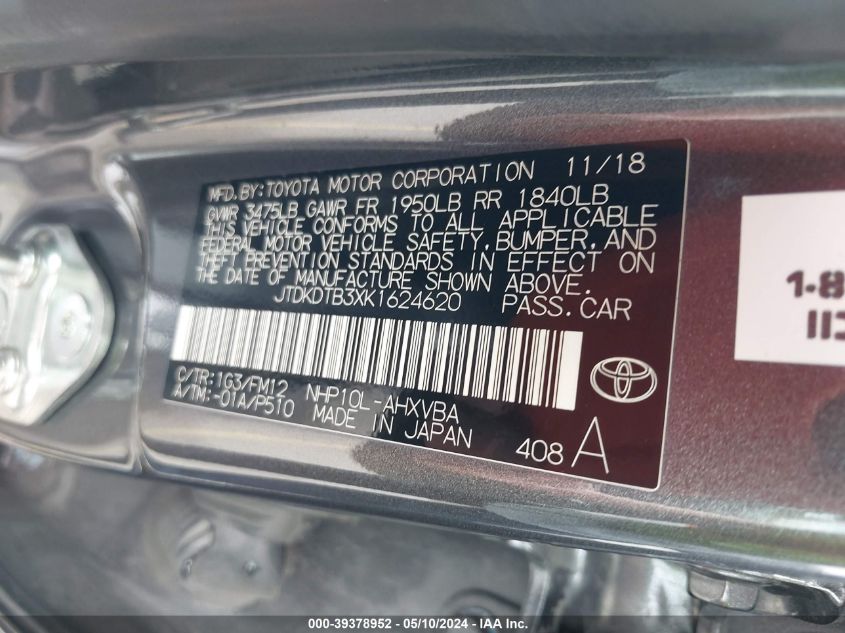 MFD.BY:TOYOTA MOTOR CORPORATION 11/18
GVWR 3475LB GAWR FR 1950LB RR 1840LB
THIS VEHICLE CONFORMS TO ALL APPLICABLE
FEDERAL MOTOR VEHICLE SAFETY,BUMPER,AND
THEFT PREVENTION STANDARDS IN EFFECT ON
THE DATE OF MANUFACTURE SHOWN ABOVE.
JTDKDTB3XK1624620 PASS.CAR
C/TR:1G3/FM12 NHP10L-AHXVBA
A/TM:-01A/P510 MADE IN JAPAN
408 A
1-8
000-39378952 — 05/10/2024 — IAA Inc.